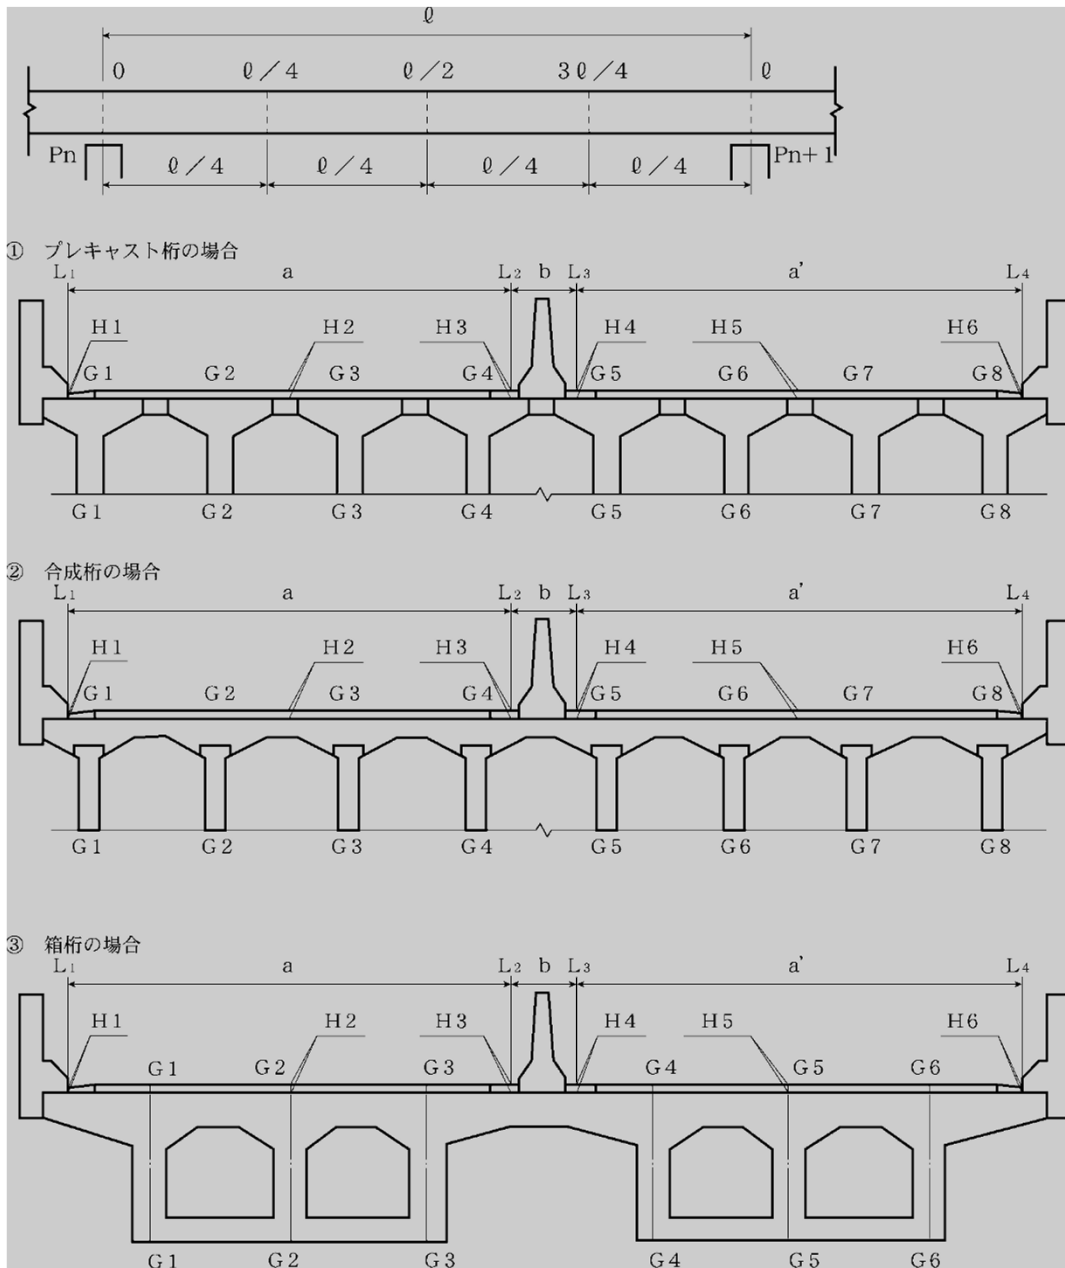 ℓ
0 ℓ/4 ℓ/2 3ℓ/4 ℓ
Pn Pn+1
ℓ/4 ℓ/4 ℓ/4 ℓ/4
① プレキャスト桁の場合
L1 a L2 b L3 a' L4
H1 H2 H3 H4 H5 H6
G1 G2 G3 G4 G5 G6 G7 G8
G1 G2 G3 G4 G5 G6 G7 G8
② 合成桁の場合
L1 a L2 b L3 a' L4
H1 H2 H3 H4 H5 H6
G1 G2 G3 G4 G5 G6 G7 G8
G1 G2 G3 G4 G5 G6 G7 G8
③ 箱桁の場合
L1 a L2 b L3 a' L4
H1 H2 H3 H4 H5 H6
G1 G2 G3 G4 G5 G6
G1 G2 G3 G4 G5 G6